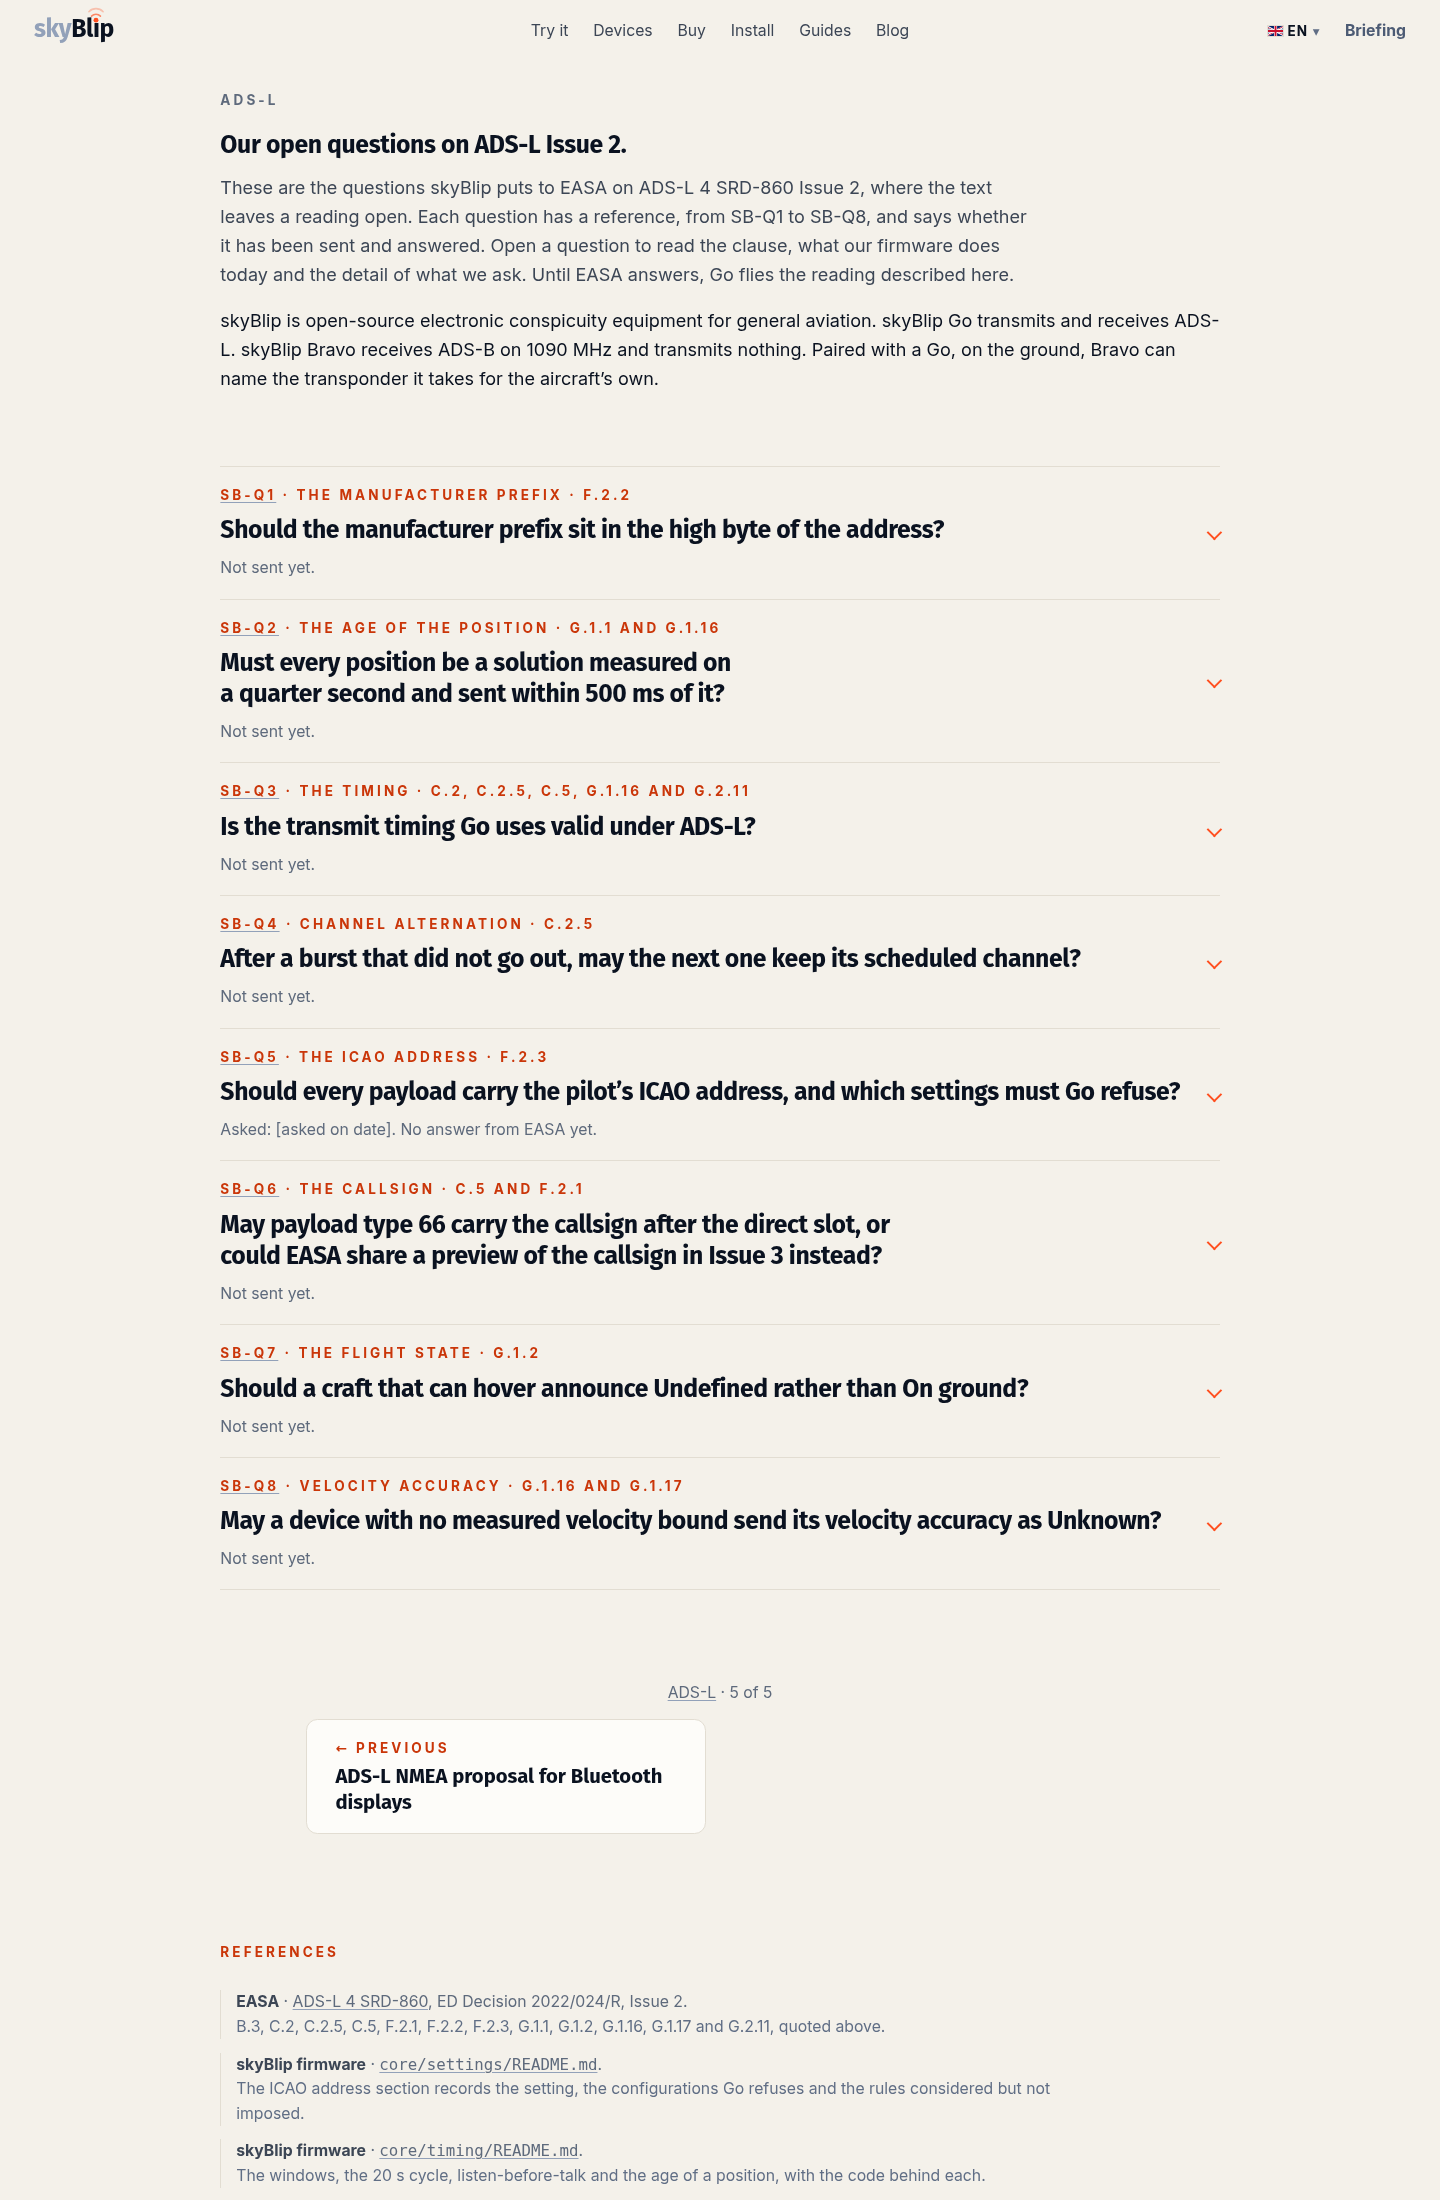 skyBlip
Try it
Devices
Buy
Install
Guides
Blog
EN ▾
Briefing
ADS-L
Our open questions on ADS-L Issue 2.
These are the questions skyBlip puts to EASA on ADS-L 4 SRD-860 Issue 2, where the text
leaves a reading open. Each question has a reference, from SB-Q1 to SB-Q8, and says whether
it has been sent and answered. Open a question to read the clause, what our firmware does
today and the detail of what we ask. Until EASA answers, Go flies the reading described here.
skyBlip is open-source electronic conspicuity equipment for general aviation. skyBlip Go transmits and receives ADS-
L. skyBlip Bravo receives ADS-B on 1090 MHz and transmits nothing. Paired with a Go, on the ground, Bravo can
name the transponder it takes for the aircraft’s own.
SB-Q1 · THE MANUFACTURER PREFIX · F.2.2
Should the manufacturer prefix sit in the high byte of the address?
Not sent yet.
SB-Q2 · THE AGE OF THE POSITION · G.1.1 AND G.1.16
Must every position be a solution measured on
a quarter second and sent within 500 ms of it?
Not sent yet.
SB-Q3 · THE TIMING · C.2, C.2.5, C.5, G.1.16 AND G.2.11
Is the transmit timing Go uses valid under ADS-L?
Not sent yet.
SB-Q4 · CHANNEL ALTERNATION · C.2.5
After a burst that did not go out, may the next one keep its scheduled channel?
Not sent yet.
SB-Q5 · THE ICAO ADDRESS · F.2.3
Should every payload carry the pilot’s ICAO address, and which settings must Go refuse?
Asked: [asked on date]. No answer from EASA yet.
SB-Q6 · THE CALLSIGN · C.5 AND F.2.1
May payload type 66 carry the callsign after the direct slot, or
could EASA share a preview of the callsign in Issue 3 instead?
Not sent yet.
SB-Q7 · THE FLIGHT STATE · G.1.2
Should a craft that can hover announce Undefined rather than On ground?
Not sent yet.
SB-Q8 · VELOCITY ACCURACY · G.1.16 AND G.1.17
May a device with no measured velocity bound send its velocity accuracy as Unknown?
Not sent yet.
ADS-L · 5 of 5
← PREVIOUS
ADS-L NMEA proposal for Bluetooth
displays
REFERENCES
EASA · ADS-L 4 SRD-860, ED Decision 2022/024/R, Issue 2.
B.3, C.2, C.2.5, C.5, F.2.1, F.2.2, F.2.3, G.1.1, G.1.2, G.1.16, G.1.17 and G.2.11, quoted above.
skyBlip firmware · core/settings/README.md.
The ICAO address section records the setting, the configurations Go refuses and the rules considered but not
imposed.
skyBlip firmware · core/timing/README.md.
The windows, the 20 s cycle, listen-before-talk and the age of a position, with the code behind each.